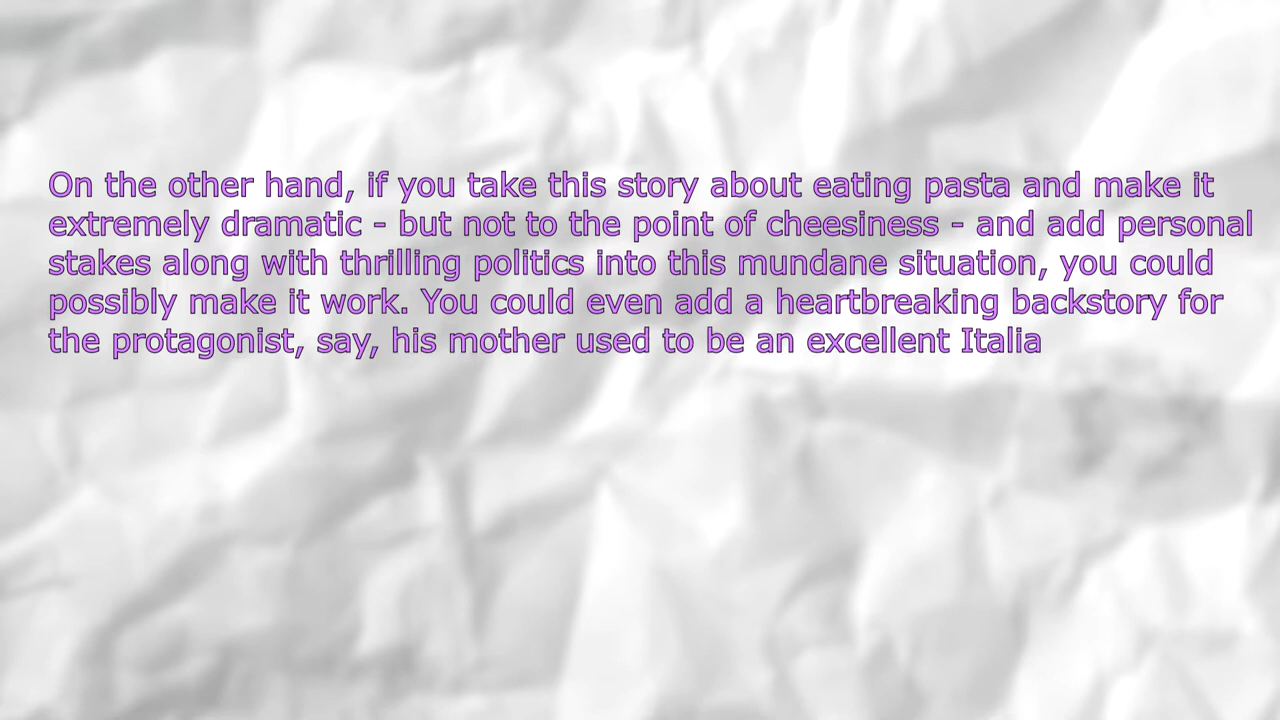 On the other hand, if you take this story about eating pasta and make it
extremely dramatic - but not to the point of cheesiness - and add personal
stakes along with thrilling politics into this mundane situation, you could
possibly make it work. You could even add a heartbreaking backstory for
the protagonist, say, his mother used to be an excellent Italia